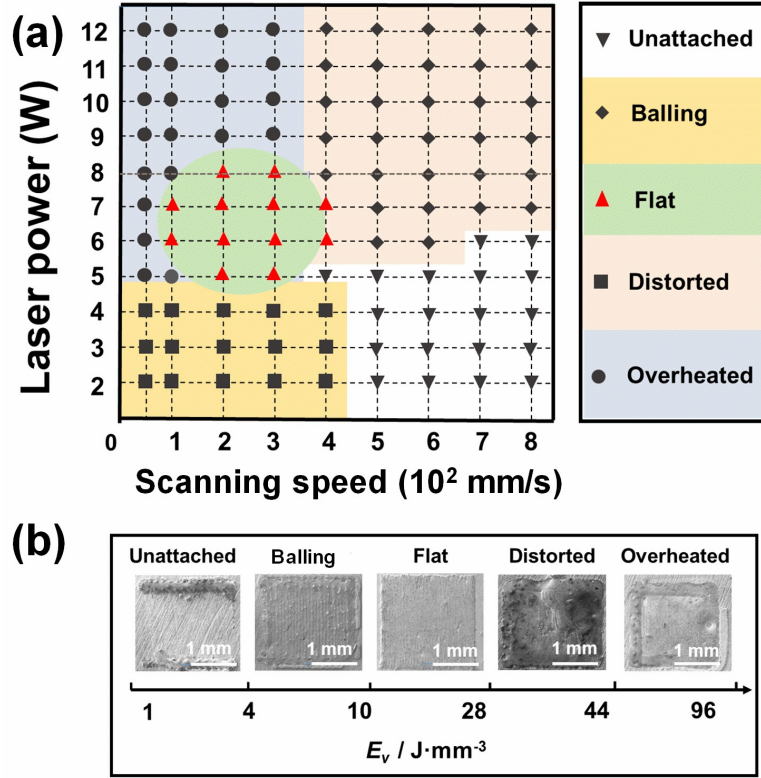 (a)
Laser power (W)
12
11
10
9
8
7
6
5
4
3
2
0 1 2 3 4 5 6 7 8
Scanning speed (10² mm/s)
Unattached
Balling
Flat
Distorted
Overheated
(b)
Unattached Balling Flat Distorted Overheated
1 mm 1 mm 1 mm 1 mm 1 mm
1 4 10 28 44 96
Eᵥ / J·mm⁻³